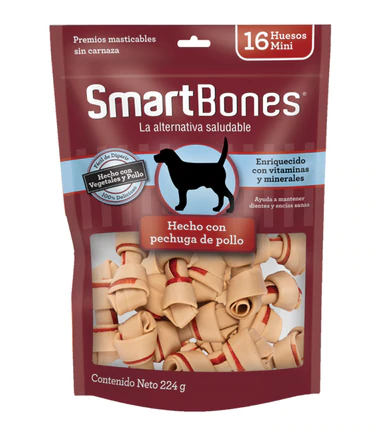 Premios masticables
sin carnaza
16 Huesos
Mini
SmartBones®
La alternativa saludable
Fácil de Digerir
Hecho con
Vegetales y Pollo
100% Delicioso
Enriquecido
con vitaminas
y minerales
Ayuda a mantener
dientes y encías sanos
Hecho con
pechuga de pollo
Contenido Neto 224 g